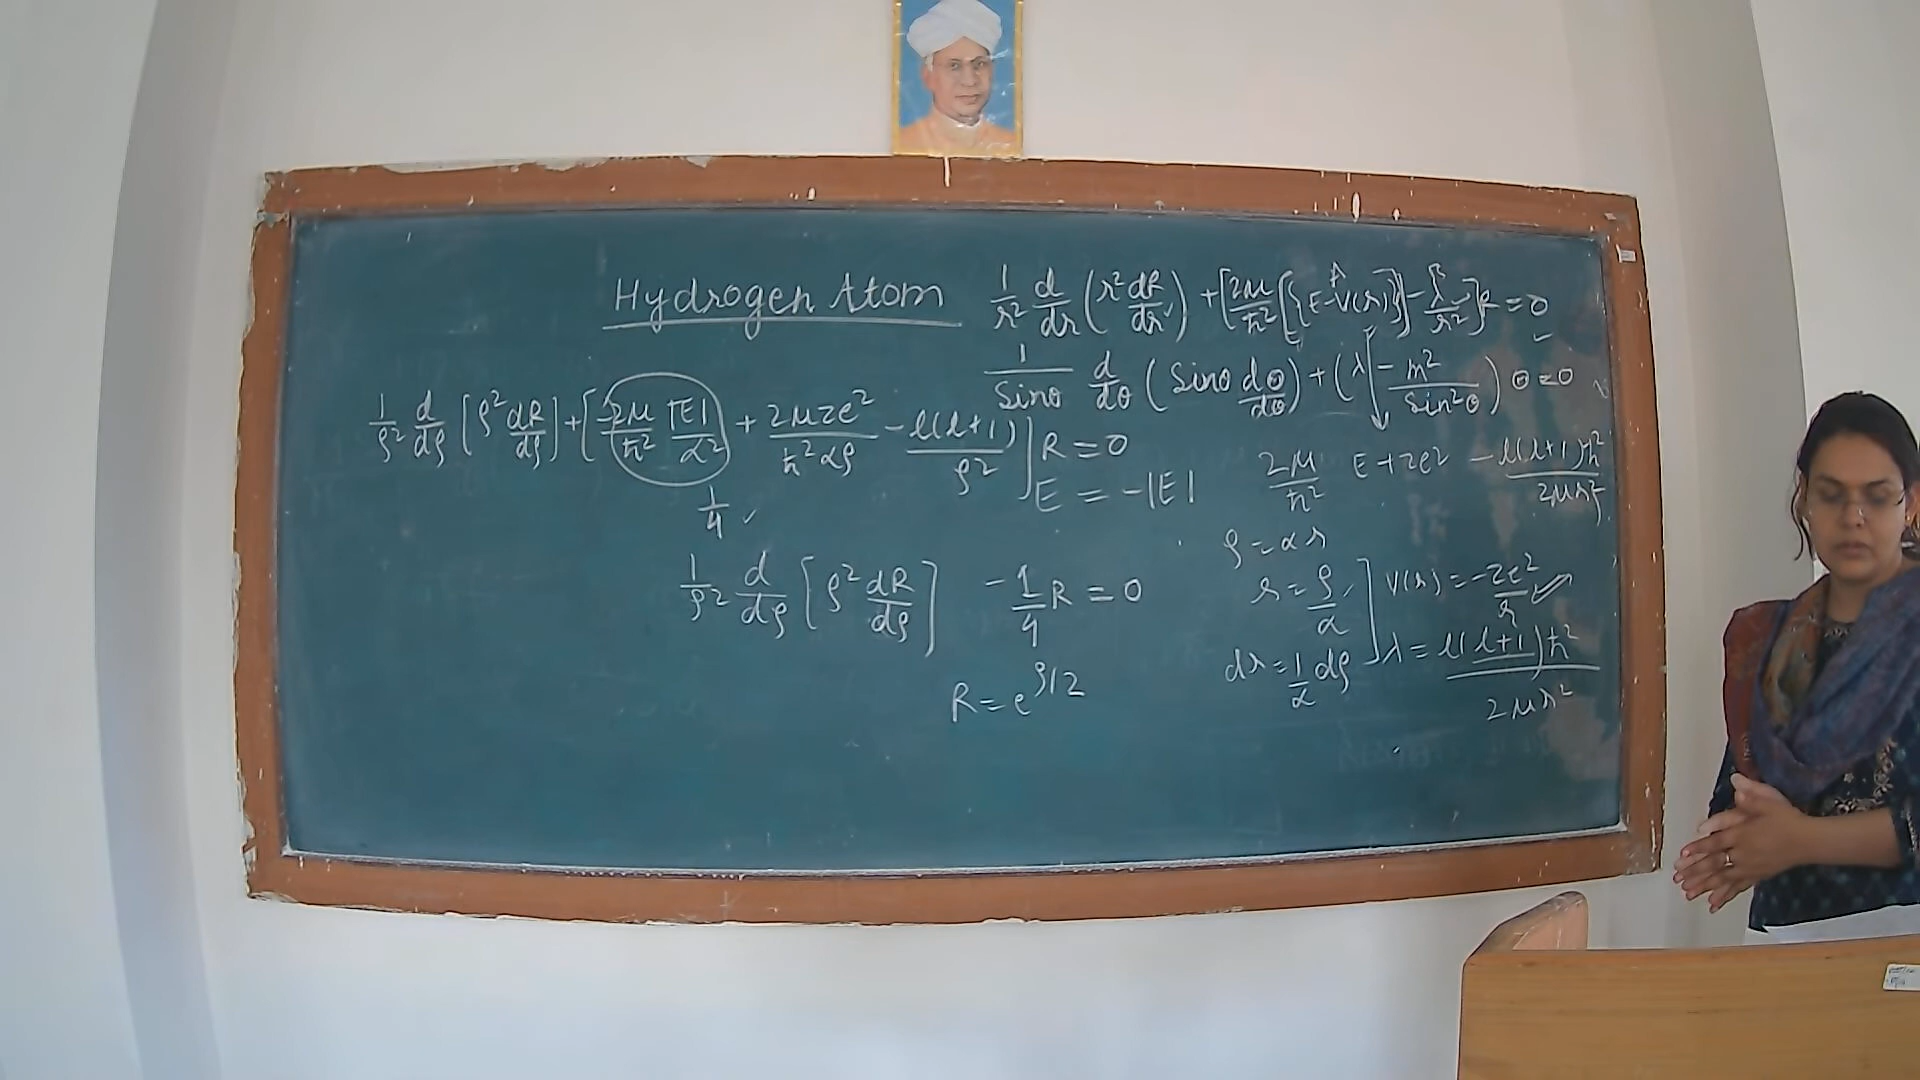 Hydrogen Atom
1/r² d/dr (r² dR/dr) + [2μ/ħ² [{E-V(r)}] - λ/r²] R = 0
1/Sinθ d/dθ (Sinθ dΘ/dθ) + (λ - m²/Sin²θ) Θ = 0
1/ρ² d/dρ [ρ² dR/dρ] + [-2μ/ħ² |E|/α² + 2μze²/ħ²αρ - l(l+1)/ρ²] R = 0
E = -|E|
1/4
2μ/ħ² E + ze² - l(l+1)ħ²/2μr²
ρ = αr
1/ρ² d/dρ [ρ² dR/dρ] - 1/4 R = 0
r = ρ/α
V(r) = -ze²/r
dr = 1/α dρ
λ = l(l+1)ħ²/2μr²
R = e^ρ/2